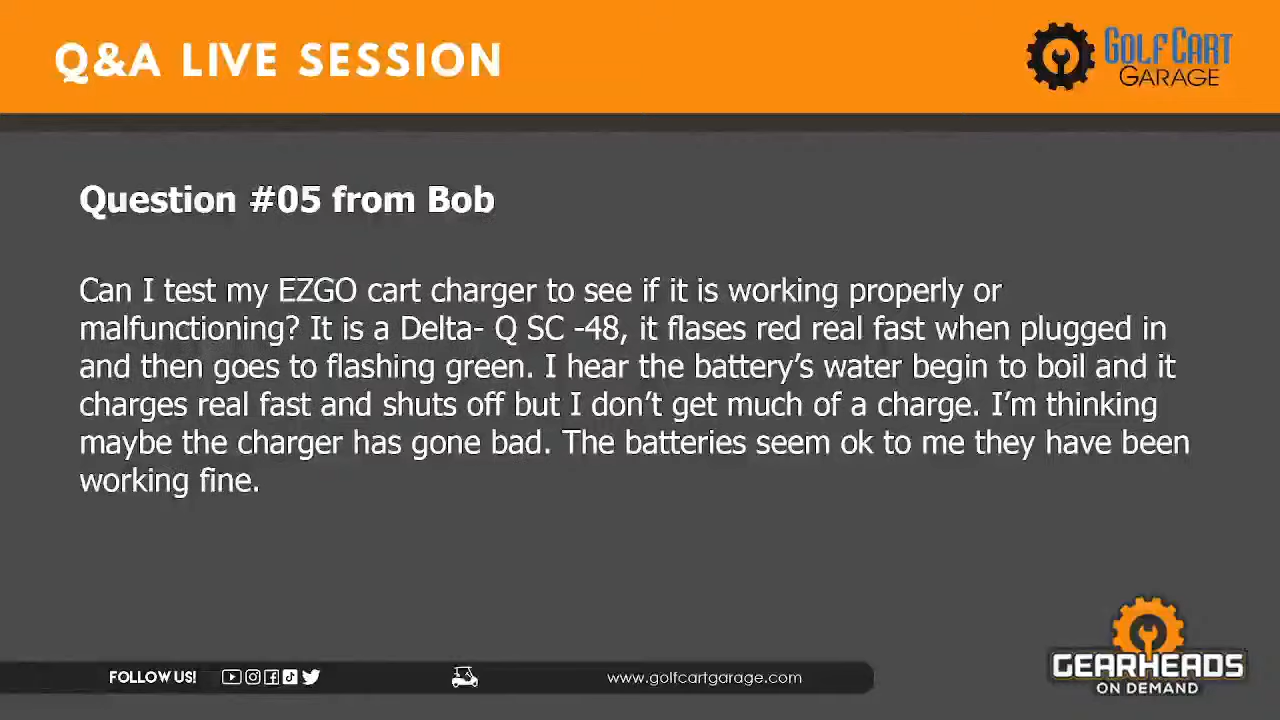 Q&A LIVE SESSION
GOLF CART
GARAGE
Question #05 from Bob
Can I test my EZGO cart charger to see if it is working properly or
malfunctioning? It is a Delta- Q SC -48, it flases red real fast when plugged in
and then goes to flashing green. I hear the battery’s water begin to boil and it
charges real fast and shuts off but I don’t get much of a charge. I’m thinking
maybe the charger has gone bad. The batteries seem ok to me they have been
working fine.
FOLLOW US!
www.golfcartgarage.com
GEARHEADS
ON DEMAND